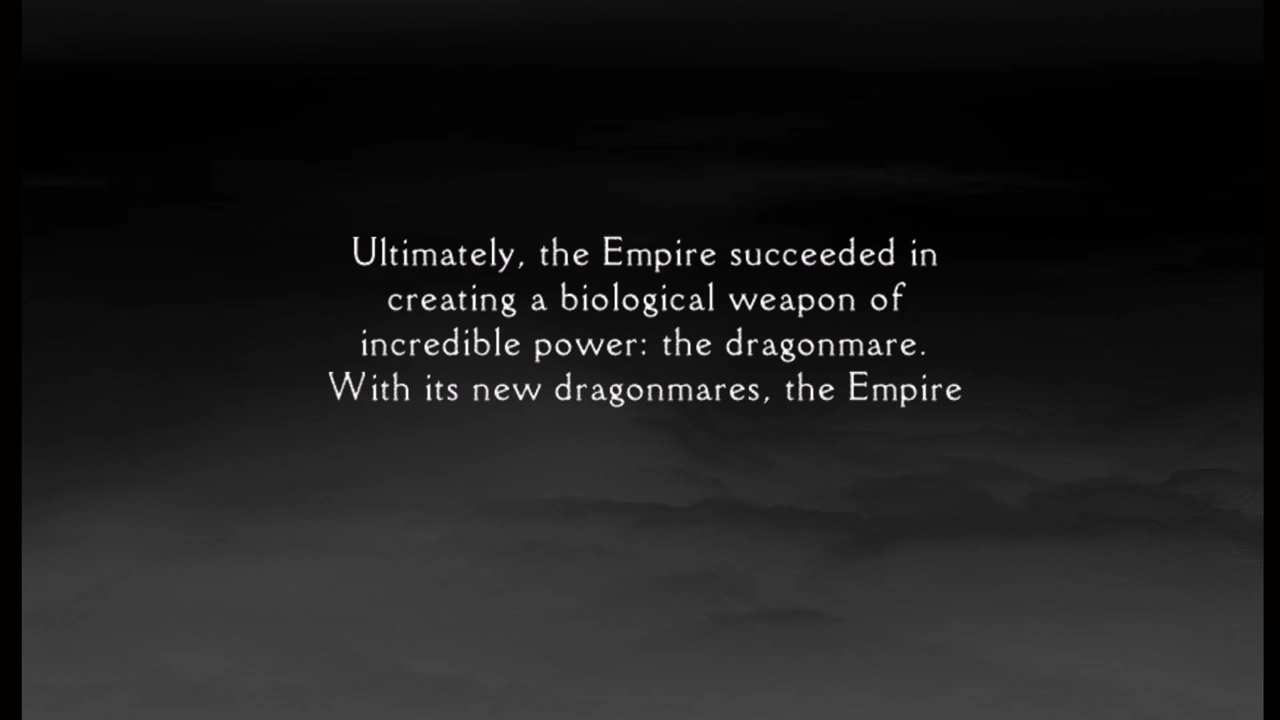 Ultimately, the Empire succeeded in
creating a biological weapon of
incredible power: the dragonmare.
With its new dragonmares, the Empire